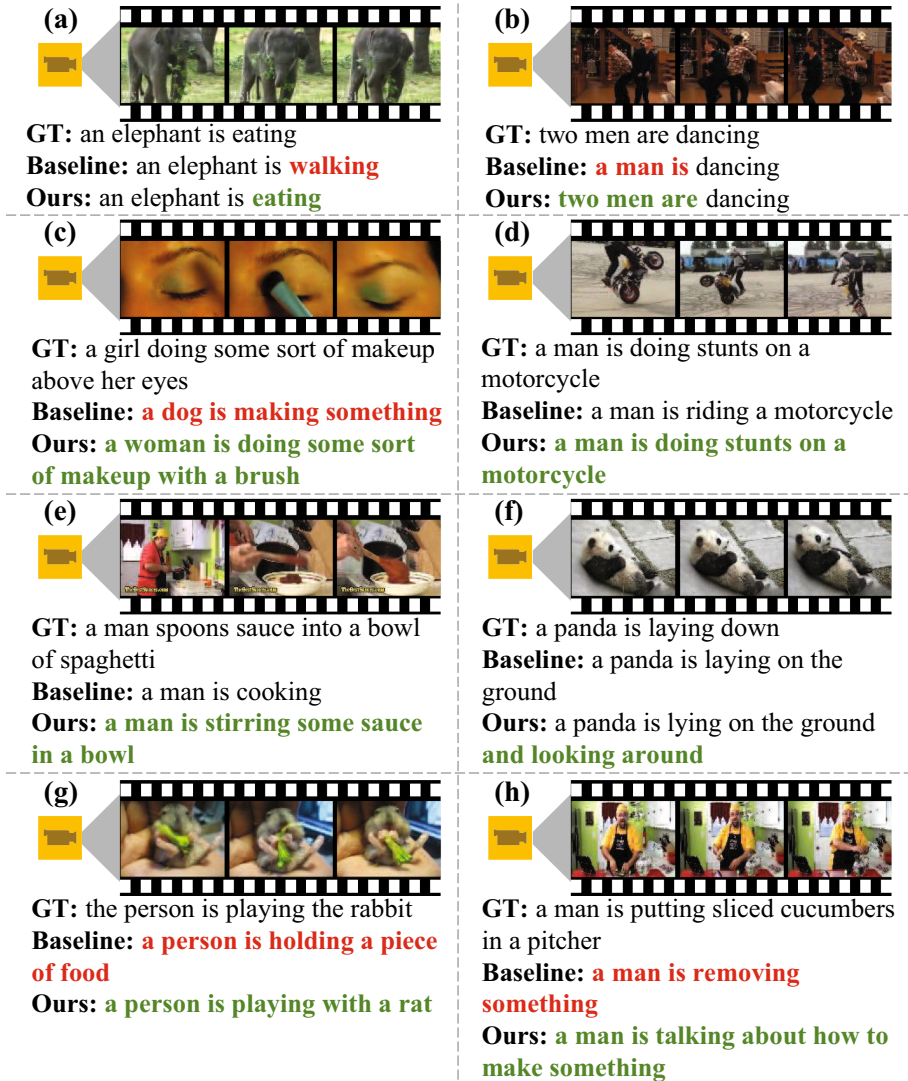 (a)
GT: an elephant is eating
Baseline: an elephant is walking
Ours: an elephant is eating
(b)
GT: two men are dancing
Baseline: a man is dancing
Ours: two men are dancing
(c)
GT: a girl doing some sort of makeup
above her eyes
Baseline: a dog is making something
Ours: a woman is doing some sort
of makeup with a brush
(d)
GT: a man is doing stunts on a
motorcycle
Baseline: a man is riding a motorcycle
Ours: a man is doing stunts on a
motorcycle
(e)
GT: a man spoons sauce into a bowl
of spaghetti
Baseline: a man is cooking
Ours: a man is stirring some sauce
in a bowl
(f)
GT: a panda is laying down
Baseline: a panda is laying on the
ground
Ours: a panda is lying on the ground
and looking around
(g)
GT: the person is playing the rabbit
Baseline: a person is holding a piece
of food
Ours: a person is playing with a rat
(h)
GT: a man is putting sliced cucumbers
in a pitcher
Baseline: a man is removing
something
Ours: a man is talking about how to
make something